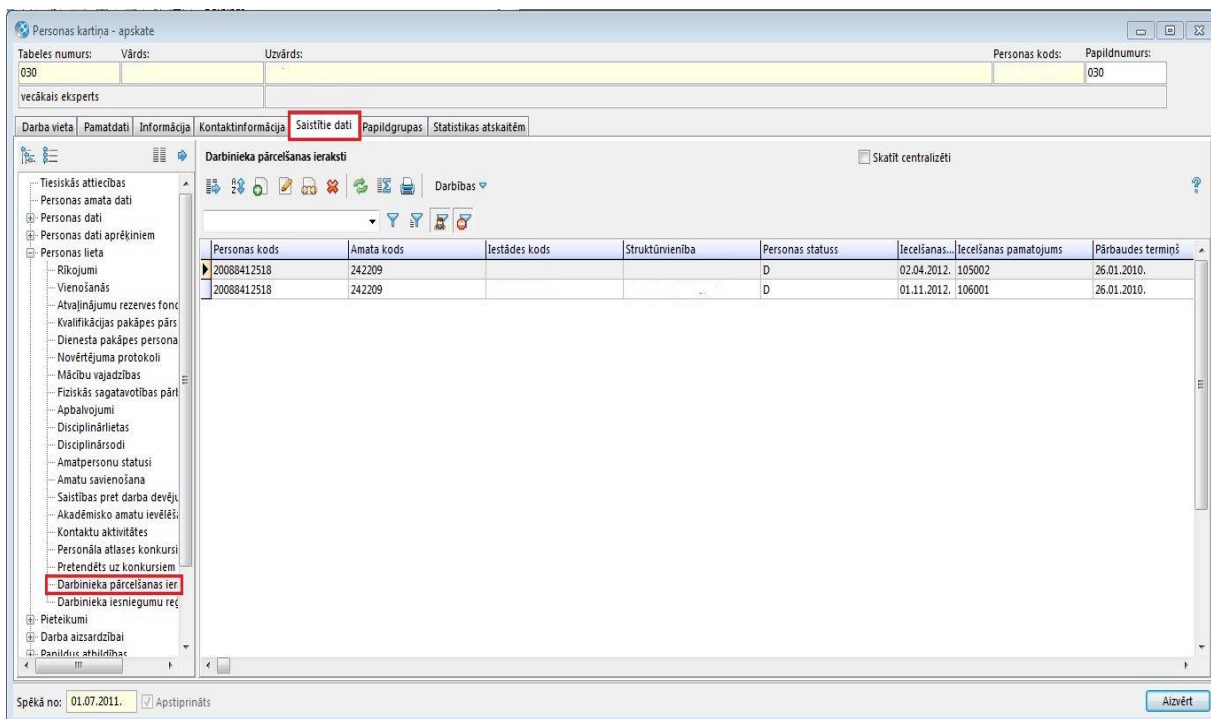 Personas kartiņa - apskate
Tabeles numurs: Vārds: Uzvārds: Personas kods: Papildnumurs:
030 030
vecākais eksperts
Darba vieta Pamatdati Informācija Kontaktinformācija Saistītie dati Papildgrupas Statistikas atskaitēm
Darbinieka pārcelšanas ieraksti Skatīt centralizēti
Darbības
Tiesiskās attiecības
Personas amata dati
Personas dati
Personas dati aprēķiniem
Personas lieta
Rīkojumi
Vienošanās
Atvaļinājumu rezerves fonc
Kvalifikācijas pakāpes pārs
Dienesta pakāpes persona
Novērtējuma protokoli
Mācību vajadzības
Fiziskās sagatavotības pārb
Apbalvojumi
Disciplinārlietas
Disciplinārsodi
Amatpersonu statusi
Amatu savienošana
Saistības pret darba devēju
Akadēmisko amatu ievēlēš
Kontaktu aktivitātes
Personāla atlases konkursi
Pretendēts uz konkursiem
Darbinieka pārcelšanas ier
Darbinieka iesniegumu reģ
Pieteikumi
Darba aizsardzībai
Papildus atbildības
Personas kods Amata kods Iestādes kods Struktūrvienība Personas statuss Iecelšanas... Iecelšanas pamatojums Pārbaudes termiņš
20088412518 242209 D 02.04.2012. 105002 26.01.2010.
20088412518 242209 D 01.11.2012. 106001 26.01.2010.
Spēkā no: 01.07.2011. Apstiprināts Aizvērt